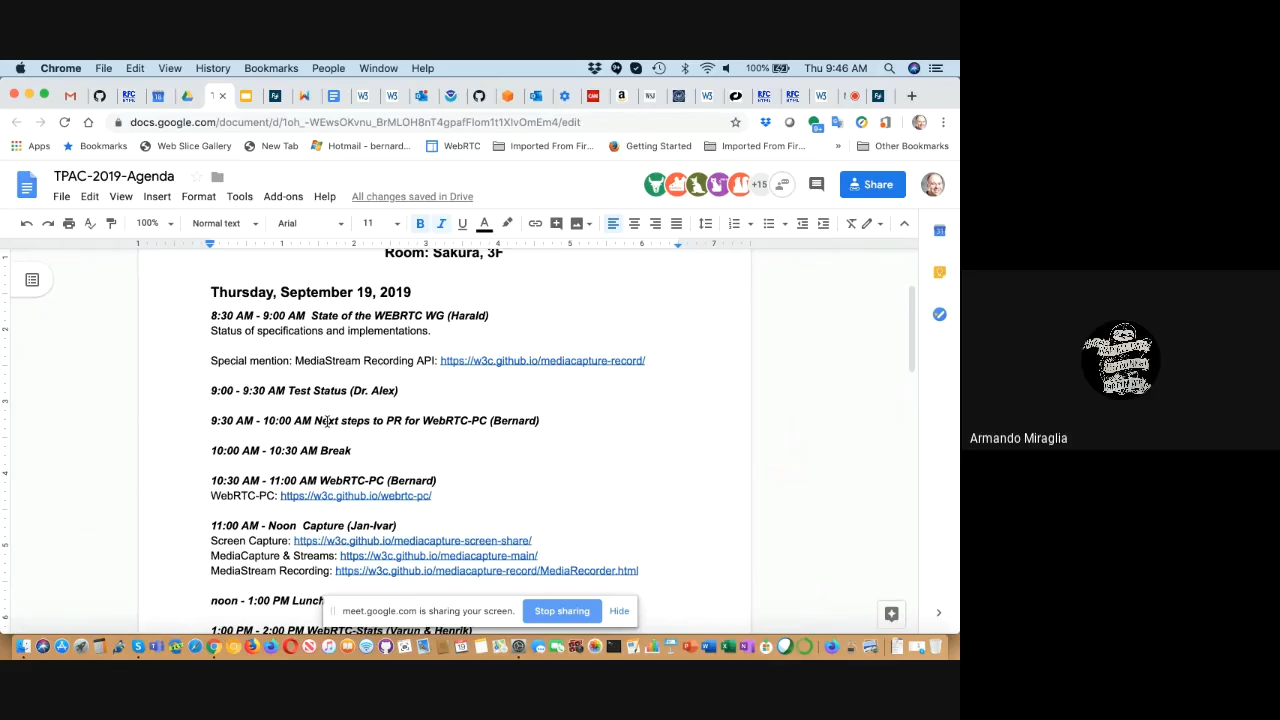 Chrome File Edit View History Bookmarks People Window Help 100% Thu 9:46 AM
docs.google.com/document/d/1oh_-WEwsOKvnu_BrMLOH8nT4gpafFlom1t1XlvOmEm4/edit
Apps Bookmarks Web Slice Gallery New Tab Hotmail - bernard... WebRTC Imported From Fir... Getting Started Imported From Fir... » Other Bookmarks
TPAC-2019-Agenda
File Edit View Insert Format Tools Add-ons Help All changes saved in Drive
+15
Share
100% Normal text Arial 11
Room: Sakura, 3F
Thursday, September 19, 2019
8:30 AM - 9:00 AM State of the WEBRTC WG (Harald)
Status of specifications and implementations.
Special mention: MediaStream Recording API: https://w3c.github.io/mediacapture-record/
9:00 - 9:30 AM Test Status (Dr. Alex)
9:30 AM - 10:00 AM Next steps to PR for WebRTC-PC (Bernard)
10:00 AM - 10:30 AM Break
10:30 AM - 11:00 AM WebRTC-PC (Bernard)
WebRTC-PC: https://w3c.github.io/webrtc-pc/
11:00 AM - Noon Capture (Jan-Ivar)
Screen Capture: https://w3c.github.io/mediacapture-screen-share/
MediaCapture & Streams: https://w3c.github.io/mediacapture-main/
MediaStream Recording: https://w3c.github.io/mediacapture-record/MediaRecorder.html
noon - 1:00 PM Lunch
meet.google.com is sharing your screen. Stop sharing Hide
1:00 PM - 2:00 PM WebRTC-Stats (Varun & Henrik)
Armando Miraglia